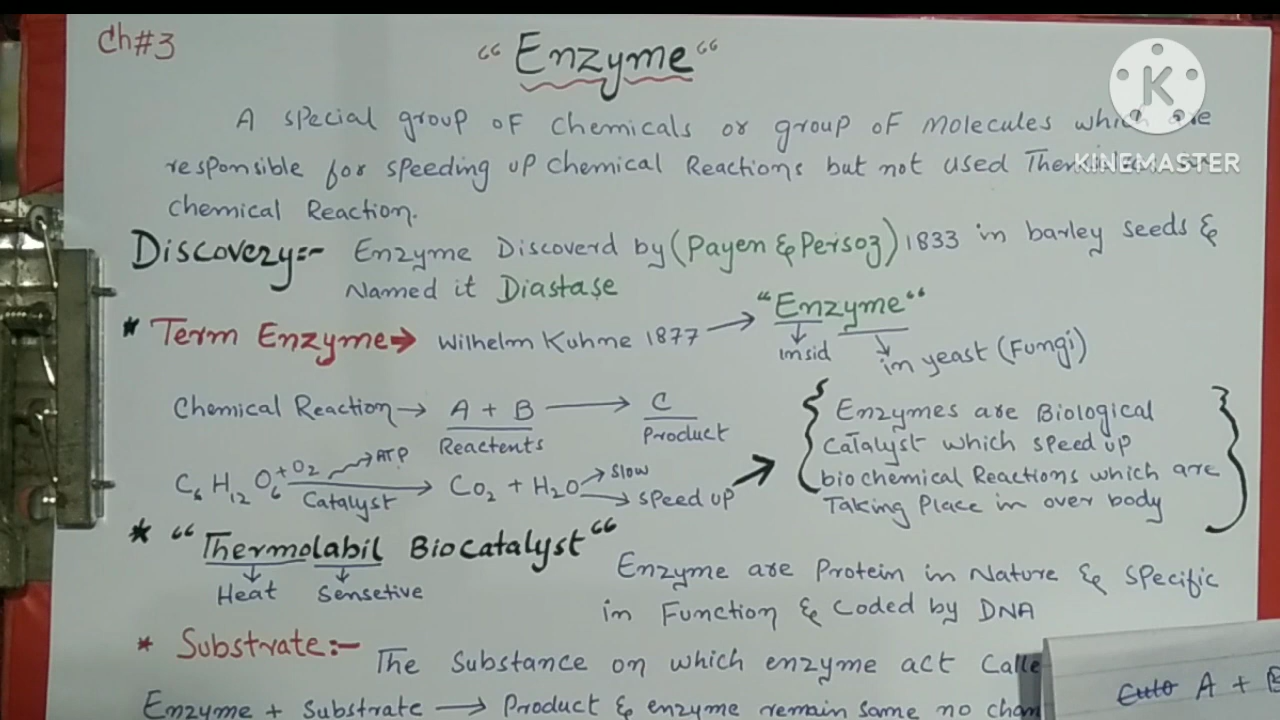 Ch#3
“Enzyme“
A special group of chemicals or group of molecules which are
responsible for speeding up chemical Reactions but not used
chemical Reaction.
Discovery:- Enzyme Discoverd by (Payen & Persoz) 1833 in barley seeds &
Named it Diastase
* Term Enzyme→ Wilhelm Kuhne 1877 → “Enzyme“
insid in yeast (Fungi)
Chemical Reaction→ A + B → C
Reactents Product
C6 H12 O6 + O2 → ATP
Catalyst → CO2 + H2O → slow
→ speed up
{ Enzymes are Biological
Catalyst which speed up
biochemical Reactions which are
Taking Place in over body }
* “Thermolabil Biocatalyst“
Heat Sensetive
Enzyme are Protein in Nature & Specific
in Function & Coded by DNA
* Substrate:- The Substance on which enzyme act
Enzyme + Substrate → Product & enzyme remain same no
A +
K
KINEMASTER